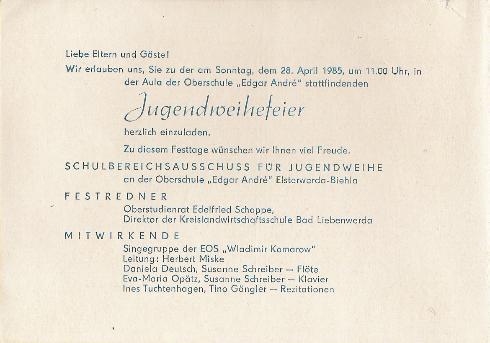 Liebe Eltern und Gäste!
Wir erlauben uns, Sie zu der am Sonntag, dem 28. April 1985, um 11.00 Uhr, in
der Aula der Oberschule „Edgar André“ stattfindenden
Jugendweihefeier
herzlich einzuladen.
Zu diesem Festtage wünschen wir Ihnen viel Freude.
SCHULBEREICHSAUSSCHUSS FÜR JUGENDWEIHE
an der Oberschule „Edgar André“ Elsterwerda-Biehla
FESTREDNER
Oberstudienrat Edelfried Schappe,
Direktor der Kreislandwirtschaftsschule Bad Liebenwerda
MITWIRKENDE
Singegruppe der EOS „Wladimir Komarow“
Leitung: Herbert Miske
Daniela Deutsch, Susanne Schreiber — Flöte
Eva-Maria Opätz, Susanne Schreiber — Klavier
Ines Tuchtenhagen, Tino Gängler — Rezitationen